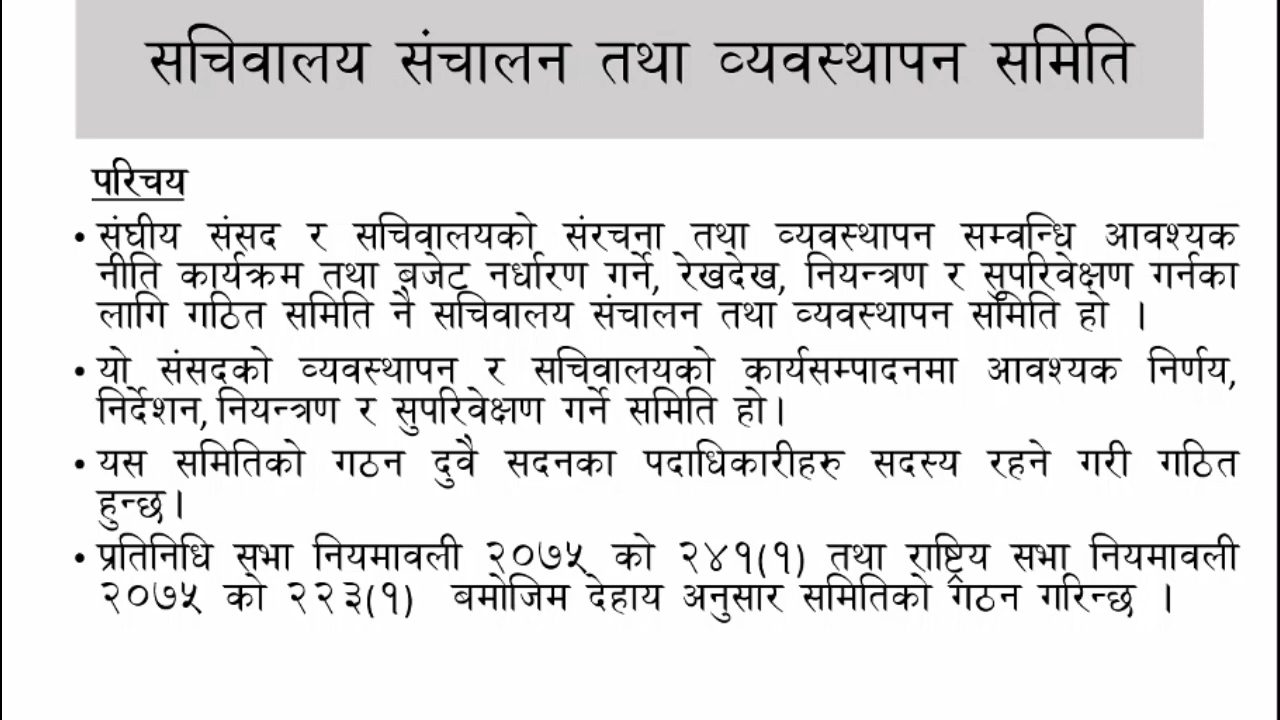 सचिवालय संचालन तथा व्यवस्थापन समिति
परिचय
• संघीय संसद र सचिवालयको संरचना तथा व्यवस्थापन सम्वन्धि आवश्यक
नीति कार्यक्रम तथा बजेट नर्धारण गर्ने, रेखदेख, नियन्त्रण र सुपरिवेक्षण गर्नका
लागि गठित समिति नै सचिवालय संचालन तथा व्यवस्थापन समिति हो ।
• यो संसदको व्यवस्थापन र सचिवालयको कार्यसम्पादनमा आवश्यक निर्णय,
निर्देशन, नियन्त्रण र सुपरिवेक्षण गर्ने समिति हो।
• यस समितिको गठन दुवै सदनका पदाधिकारीहरु सदस्य रहने गरी गठित
हुन्छ।
• प्रतिनिधि सभा नियमावली २०७५ को २४१(१) तथा राष्ट्रिय सभा नियमावली
२०७५ को २२३(१) बमोजिम देहाय अनुसार समितिको गठन गरिन्छ ।